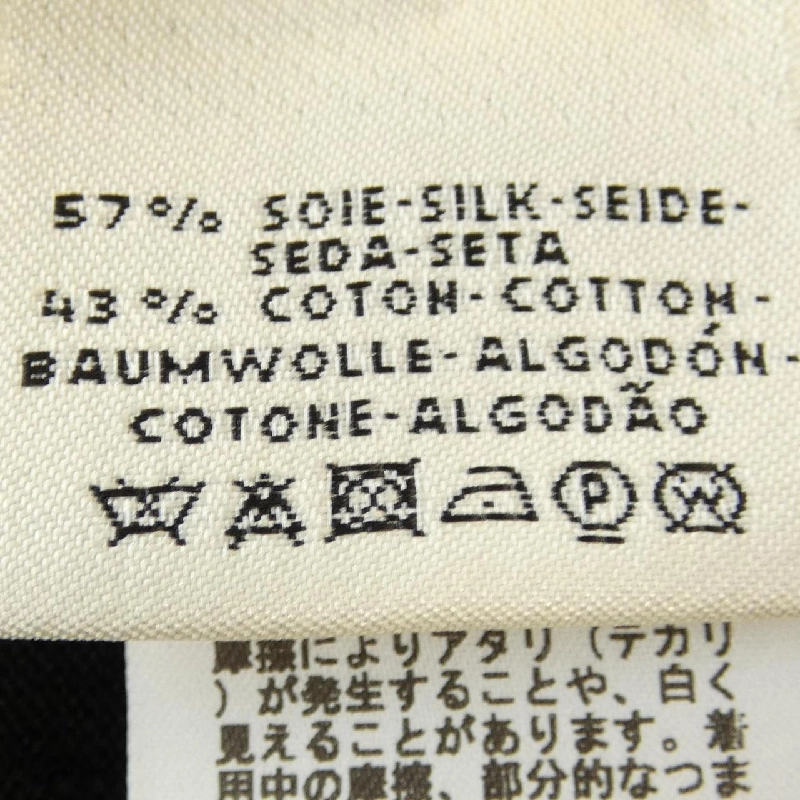 57% SOIE-SILK-SEIDE-
SEDA-SETA
43% COTON-COTTON-
BAUMWOLLE-ALGODÓN-
COTONE-ALGODÃO
P W
摩擦によりアタリ（テカリ
）が発生することや、白く
見えることがあります。着
用中の摩擦、部分的なつま